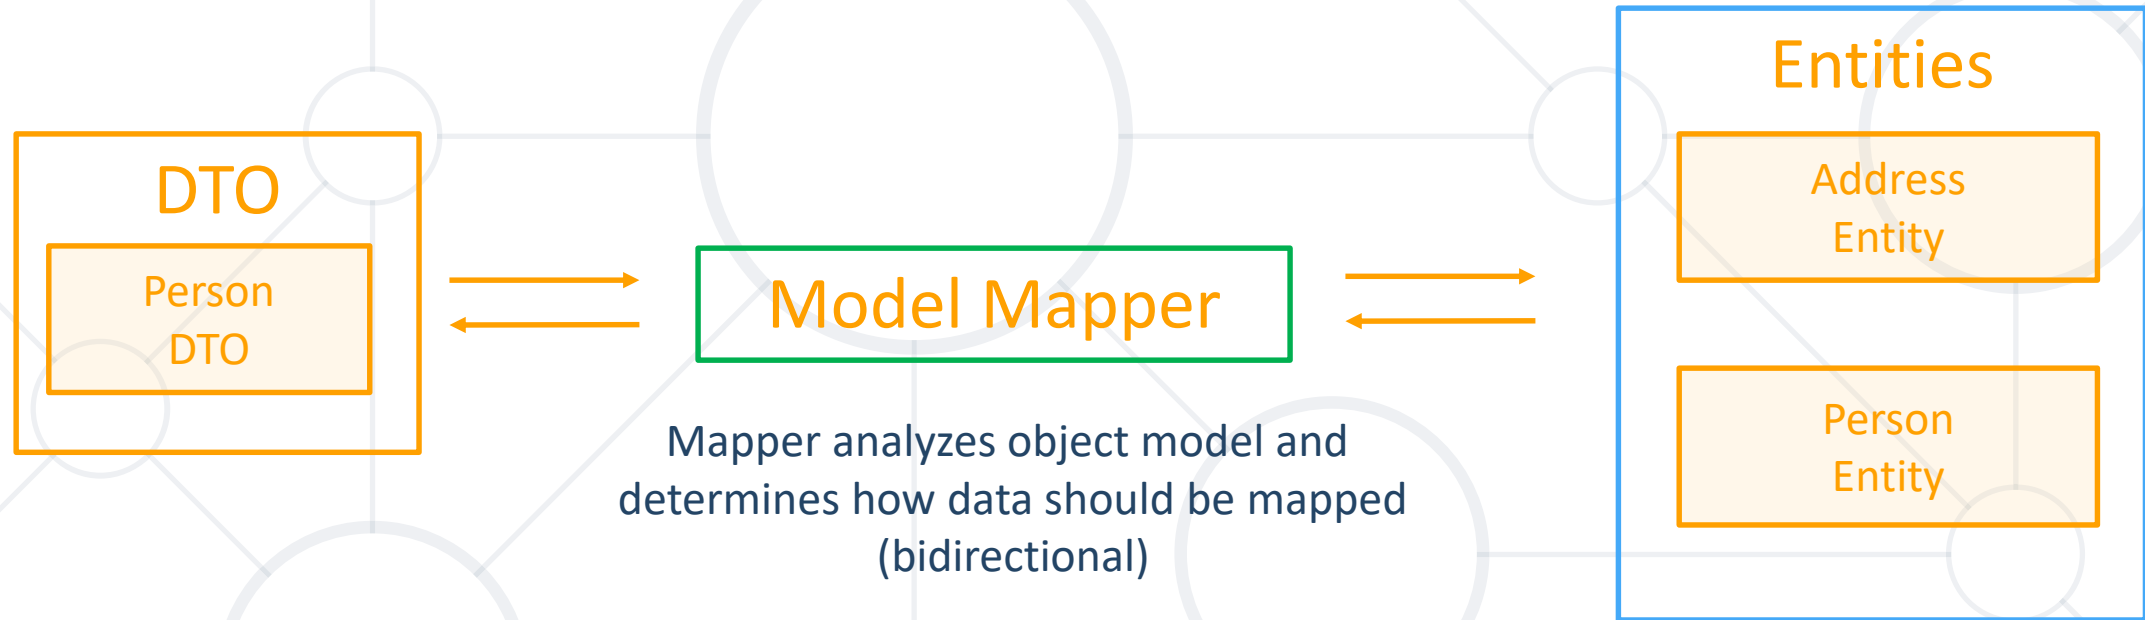 DTO
Person
DTO
Model Mapper
Mapper analyzes object model and
determines how data should be mapped
(bidirectional)
Entities
Address
Entity
Person
Entity